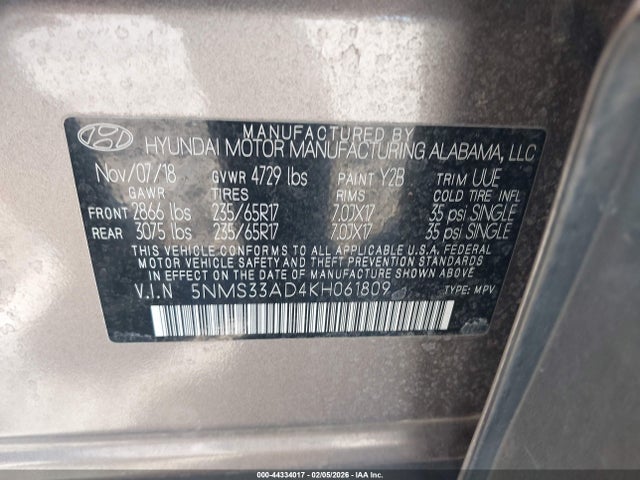 MANUFACTURED BY
HYUNDAI MOTOR MANUFACTURING ALABAMA, LLC
Nov/07/18 GVWR 4729 lbs PAINT Y2B TRIM UUE
GAWR TIRES RIMS COLD TIRE INFL
FRONT 2866 lbs 235/65R17 7.0JX17 35 psi SINGLE
REAR 3075 lbs 235/65R17 7.0JX17 35 psi SINGLE
THIS VEHICLE CONFORMS TO ALL APPLICABLE U.S.A. FEDERAL
MOTOR VEHICLE SAFETY AND THEFT PREVENTION STANDARDS
IN EFFECT ON THE DATE OF MANUFACTURE SHOWN ABOVE.
V.I.N 5NMS33AD4KH061809 TYPE: MPV
000-44334017 - 02/05/2026 - IAA Inc.